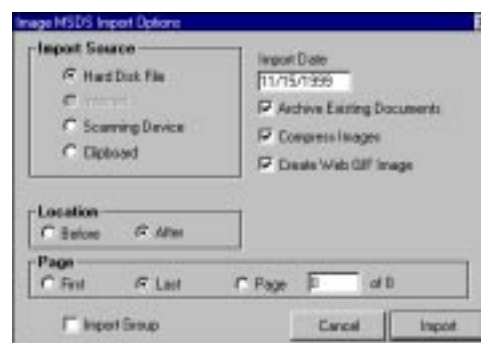 Image MSDS Import Options
Import Source
Hard Disk File
Scanning Device
Clipboard
Import Date
11/15/1999
Archive Existing Documents
Compress Images
Create Web GIF Image
Location
Before
After
Page
First
Last
Page
0
of 0
Import Group
Cancel
Import